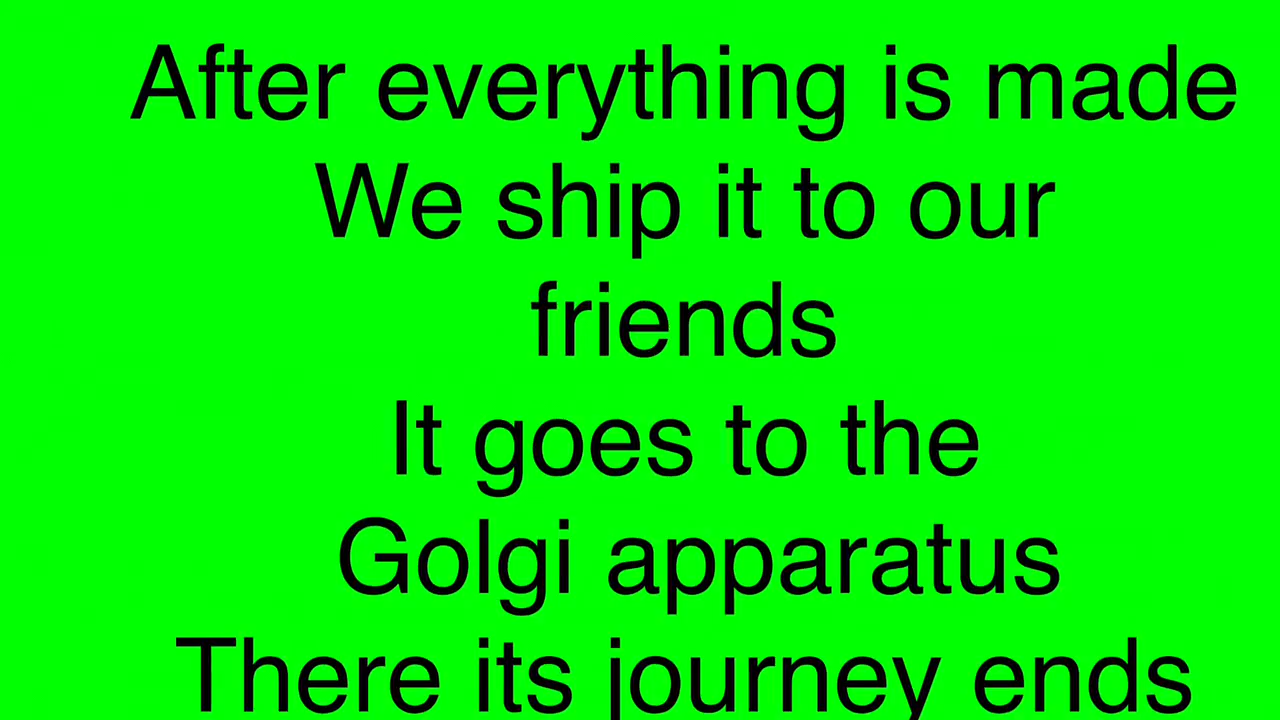 After everything is made
We ship it to our
friends
It goes to the
Golgi apparatus
There its journey ends